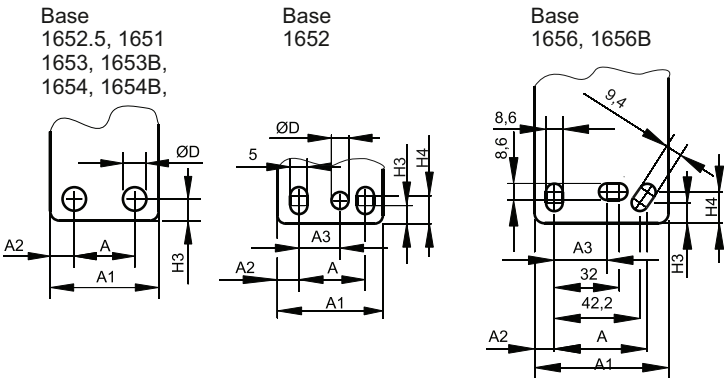 Base
1652.5, 1651
1653, 1653B,
1654, 1654B,
ØD
A2
A
A1
H3
Base
1652
ØD
5
H3
H4
A3
A2
A
A1
Base
1656, 1656B
9,4
8,6
8,6
H4
H3
A3
32
42,2
A2
A
A1